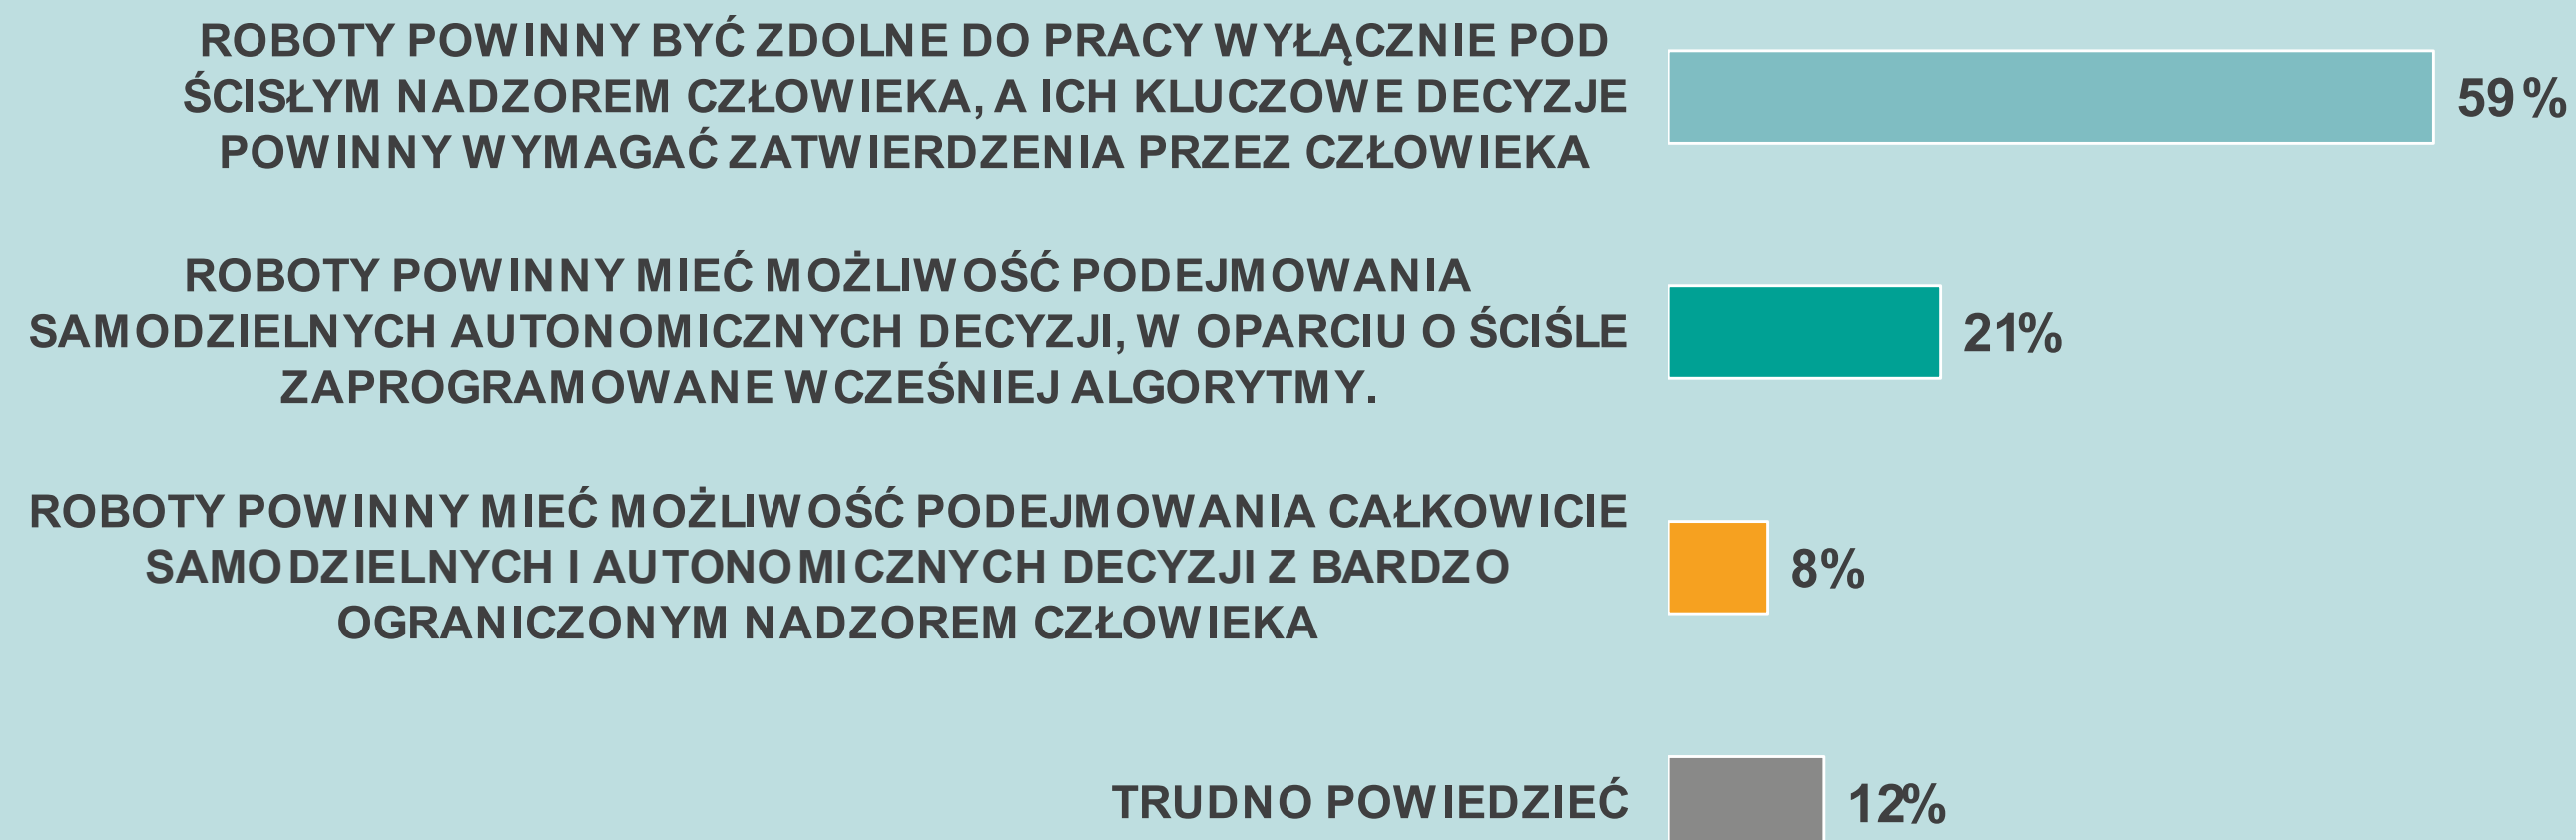 ROBOTY POWINNY BYĆ ZDOLNE DO PRACY WYŁĄCZNIE POD
ŚCISŁYM NADZOREM CZŁOWIEKA, A ICH KLUCZOWE DECYZJE
POWINNY WYMAGAĆ ZATWIERDZENIA PRZEZ CZŁOWIEKA
59%
ROBOTY POWINNY MIEĆ MOŻLIWOŚĆ PODEJMOWANIA
SAMODZIELNYCH AUTONOMICZNYCH DECYZJI, W OPARCIU O ŚCIŚLE
ZAPROGRAMOWANE WCZEŚNIEJ ALGORYTMY.
21%
ROBOTY POWINNY MIEĆ MOŻLIWOŚĆ PODEJMOWANIA CAŁKOWICIE
SAMODZIELNYCH I AUTONOMICZNYCH DECYZJI Z BARDZO
OGRANICZONYM NADZOREM CZŁOWIEKA
8%
TRUDNO POWIEDZIEĆ
12%